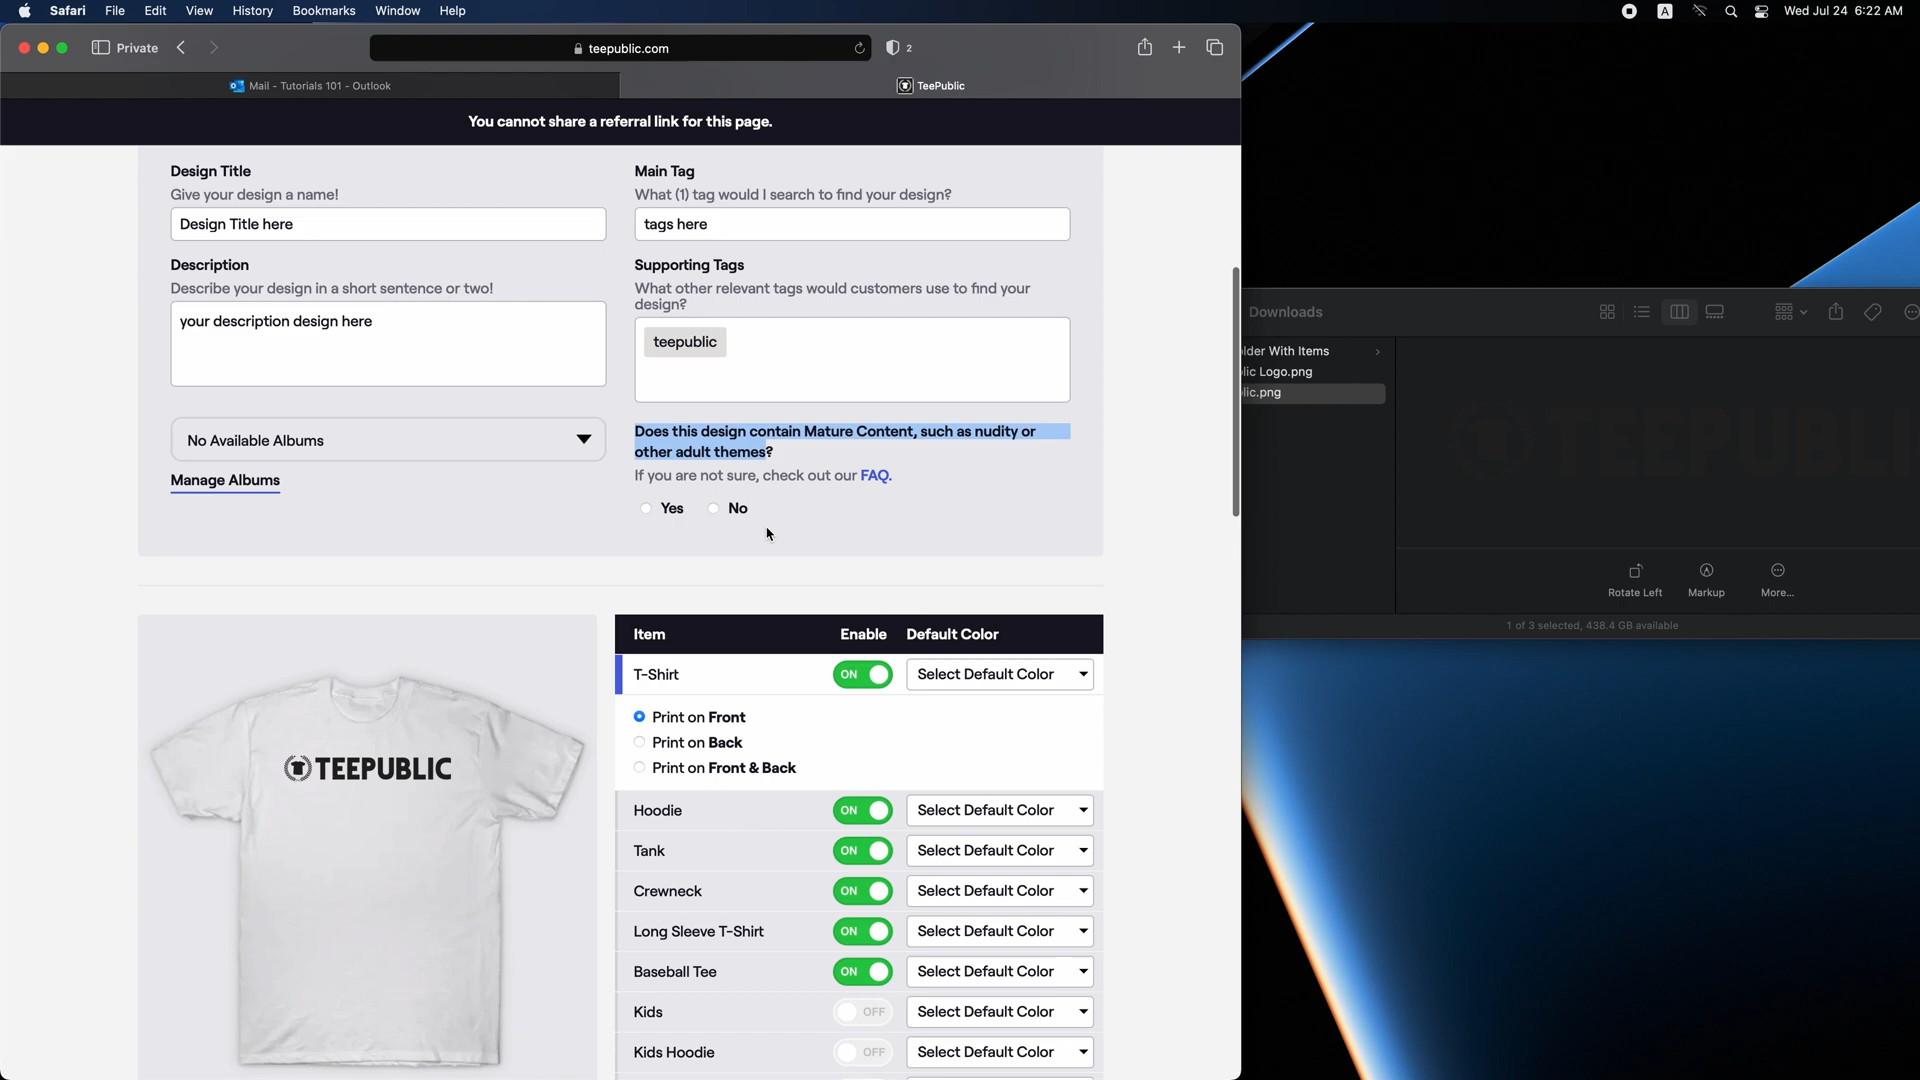 Safari File Edit View History Bookmarks Window Help
A Wed Jul 24 6:22 AM
Private teepublic.com 2
Mail - Tutorials 101 - Outlook TeePublic
You cannot share a referral link for this page.
Design Title
Give your design a name!
Design Title here
Main Tag
What (1) tag would I search to find your design?
tags here
Description
Describe your design in a short sentence or two!
your description design here
Supporting Tags
What other relevant tags would customers use to find your
design?
teepublic
No Available Albums
Manage Albums
Does this design contain Mature Content, such as nudity or
other adult themes?
If you are not sure, check out our FAQ.
Yes No
TEEPUBLIC
Item Enable Default Color
T-Shirt ON Select Default Color
Print on Front
Print on Back
Print on Front & Back
Hoodie ON Select Default Color
Tank ON Select Default Color
Crewneck ON Select Default Color
Long Sleeve T-Shirt ON Select Default Color
Baseball Tee ON Select Default Color
Kids OFF Select Default Color
Kids Hoodie OFF Select Default Color
Downloads
lder With Items
lic Logo.png
lic.png
TEEPUBLI
Rotate Left Markup More...
1 of 3 selected, 438.4 GB available